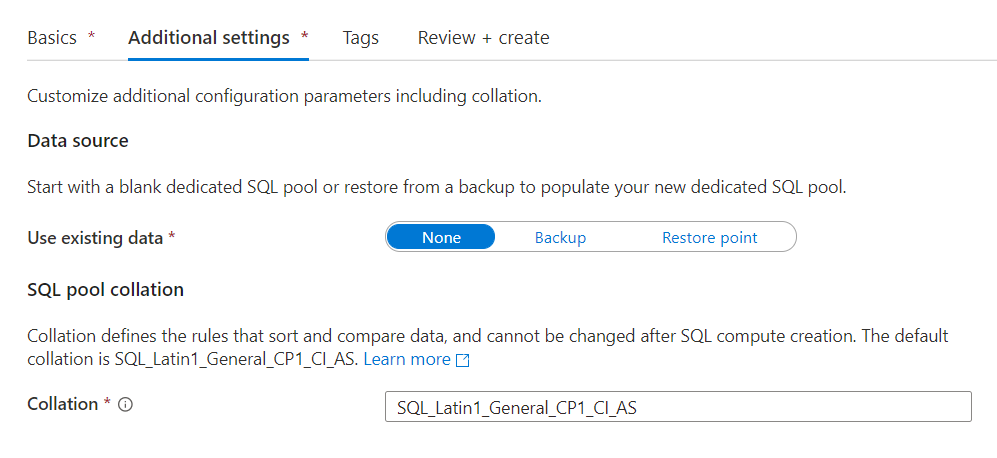 Basics * Additional settings * Tags Review + create
Customize additional configuration parameters including collation.
Data source
Start with a blank dedicated SQL pool or restore from a backup to populate your new dedicated SQL pool.
Use existing data * None Backup Restore point
SQL pool collation
Collation defines the rules that sort and compare data, and cannot be changed after SQL compute creation. The default
collation is SQL_Latin1_General_CP1_CI_AS. Learn more
Collation * SQL_Latin1_General_CP1_CI_AS